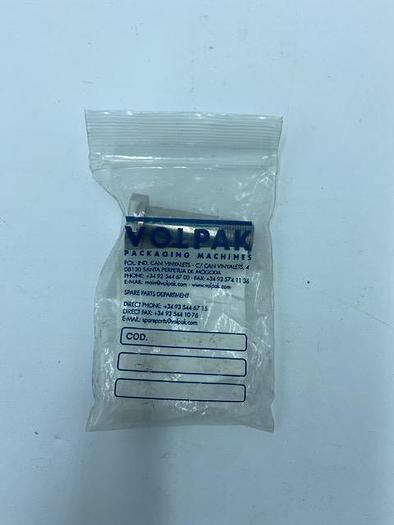 VOLPAK
PACKAGING MACHINES
POL. IND. CAN VINYALETS - C/ CAN VINYALETS, 4
08130 SANTA PERPETUA DE MOGODA
PHONE: +34 93 544 67 00 - FAX: +34 93 574 11 36
E-MAIL: main@volpak.com - www.volpak.com
SPARE PARTS DEPARTMENT
DIRECT PHONE: +34 93 544 67 15
DIRECT FAX: +34 93 544 10 76
E-MAIL: spareparts@volpak.com
COD.